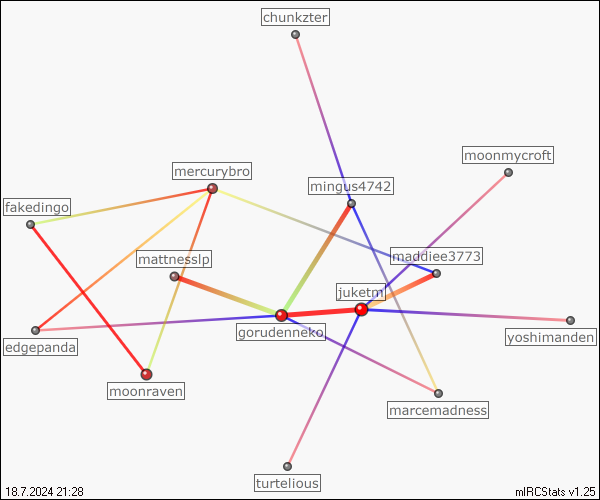 chunkzter
moonmycroft
mercurybro
mingus4742
fakedingo
mattnesslp
maddiee3773
juketm
gorudenneko
edgepanda
yoshimanden
moonraven
marcemadness
turtelious
18.7.2024 21:28
mIRCStats v1.25